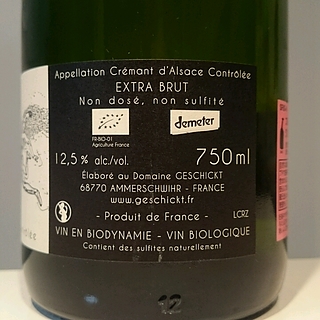 Appellation Crémant d'Alsace Contrôlée
EXTRA BRUT
Non dosé, non sulfité
FR-BIO-01
Agriculture France
demeter
12,5% alc./vol.
750ml
Élaboré au Domaine GESCHICKT
68770 AMMERSCHWIHR - FRANCE
www.geschickt.fr
- Produit de France -
LCRZ
VIN EN BIODYNAMIE - VIN BIOLOGIQUE
Contient des sulfites naturellement